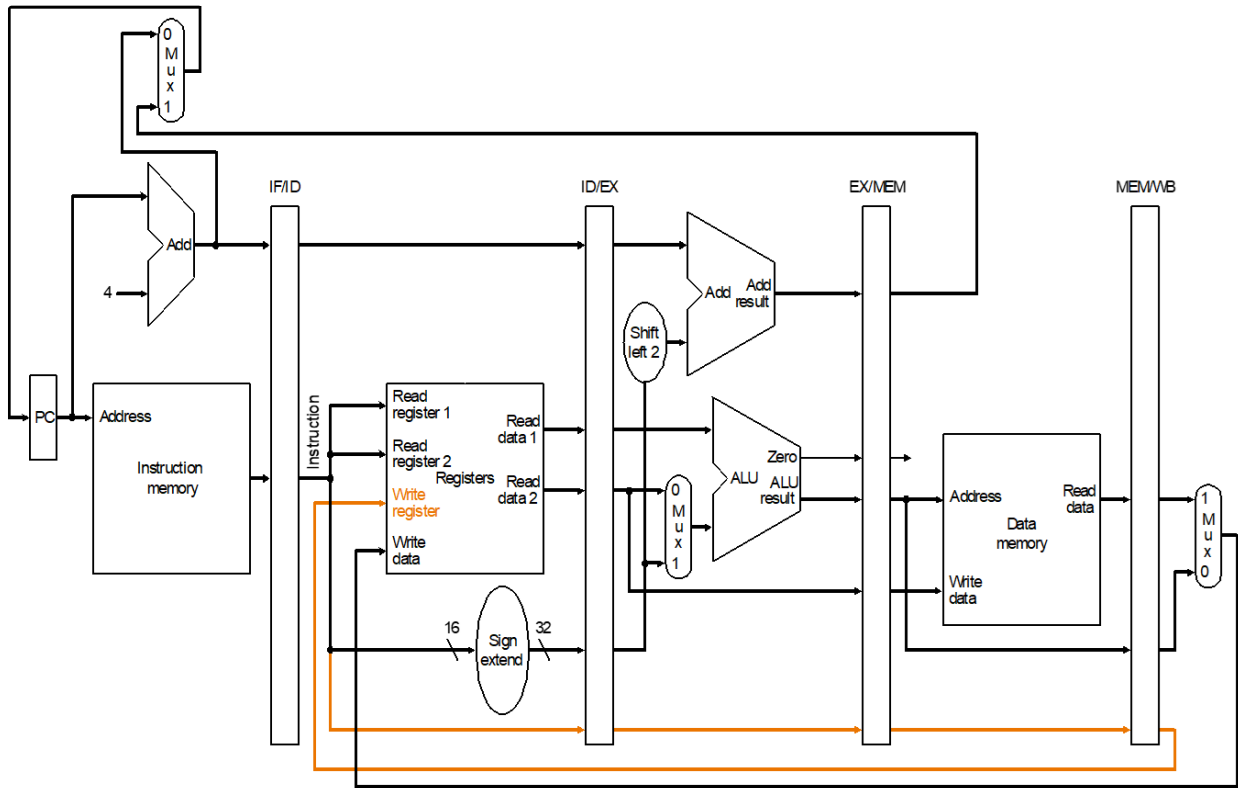 0
M
u
x
1
IF/ID
ID/EX
EX/MEM
MEM/WB
Add
4
Add
Add
result
Shift
left 2
PC
Address
Instruction
memory
Instruction
Read
register 1
Read
register 2
Registers
Write
register
Write
data
Read
data 1
Read
data 2
16
Sign
extend
32
0
M
u
x
1
Zero
ALU
ALU
result
Address
Read
data
Data
memory
Write
data
1
M
u
x
0